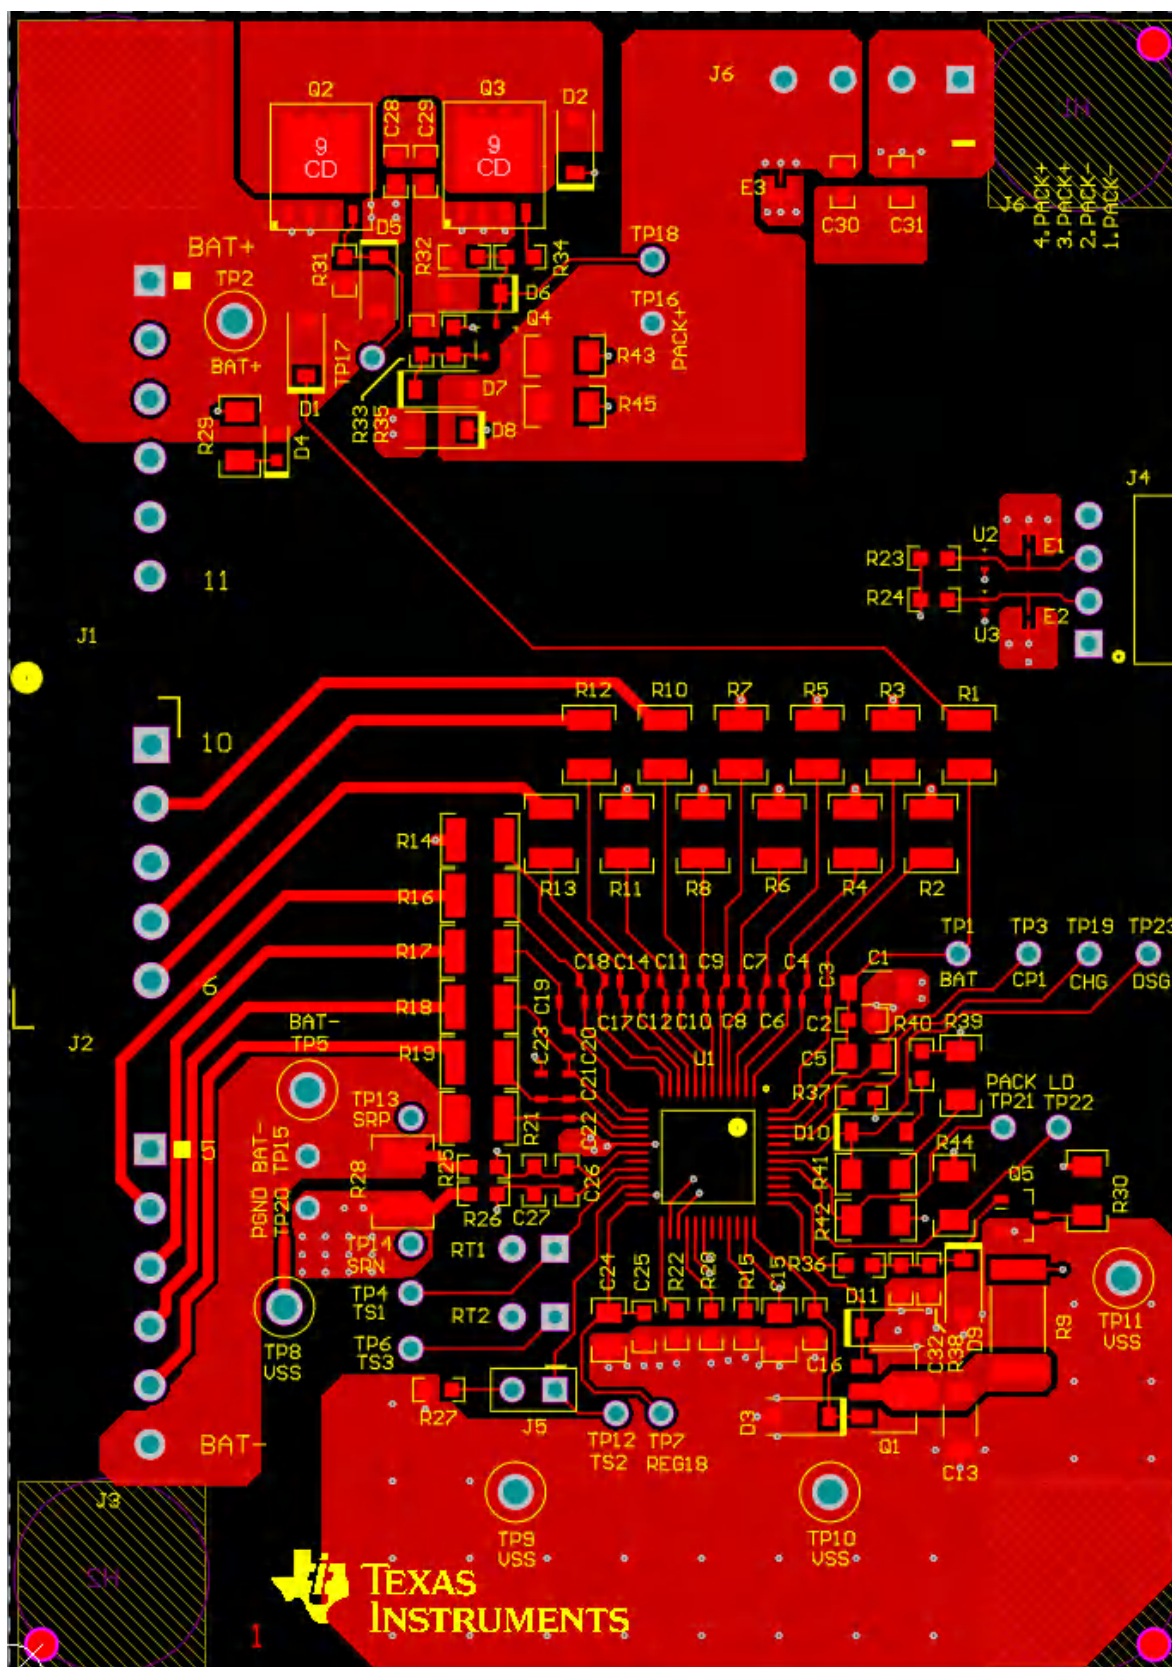 J6
Q2
Q3
D2
C28
C29
9
CD
9
CD
H1
E3
C30
C31
J6
4. PACK+
3. PACK+
2. PACK-
1. PACK-
D5
BAT+
R31
R32
R34
TP18
TP2
D6
TP16
Q4
PACK+
BAT+
TP17
R43
D7
D1
R33
R35
R45
R29
D4
D8
J4
U2
E1
R23
R24
11
U3
E2
J1
R12
R10
R7
R5
R3
R1
10
R14
R13
R11
R8
R6
R4
R2
R16
R17
TP1
TP3
TP19
TP23
C18
C14
C11
C9
C7
C4
C3
C1
BAT
CP1
CHG
DSG
6
R18
C19
C17
C12
C10
C8
C6
C2
R40
R39
BAT-
TP5
J2
R19
C23
C20
U1
C5
C21
R37
PACK
LD
TP21
TP22
TP13
SRP
R21
C22
D10
5
PGND
BAT-
TP20
TP15
R28
R25
C26
R41
R44
Q5
R30
R26
C27
R42
TP14
SRN
RT1
R36
TP4
TS1
C24
C25
R22
R20
R15
C15
D11
RT2
TP8
VSS
TP6
TS3
C16
C32
R38
D9
R9
TP11
VSS
R27
J5
TP12
TS2
TP7
REG18
D3
Q1
BAT-
C13
J3
TP9
VSS
TP10
VSS
H2
TEXAS
INSTRUMENTS
1